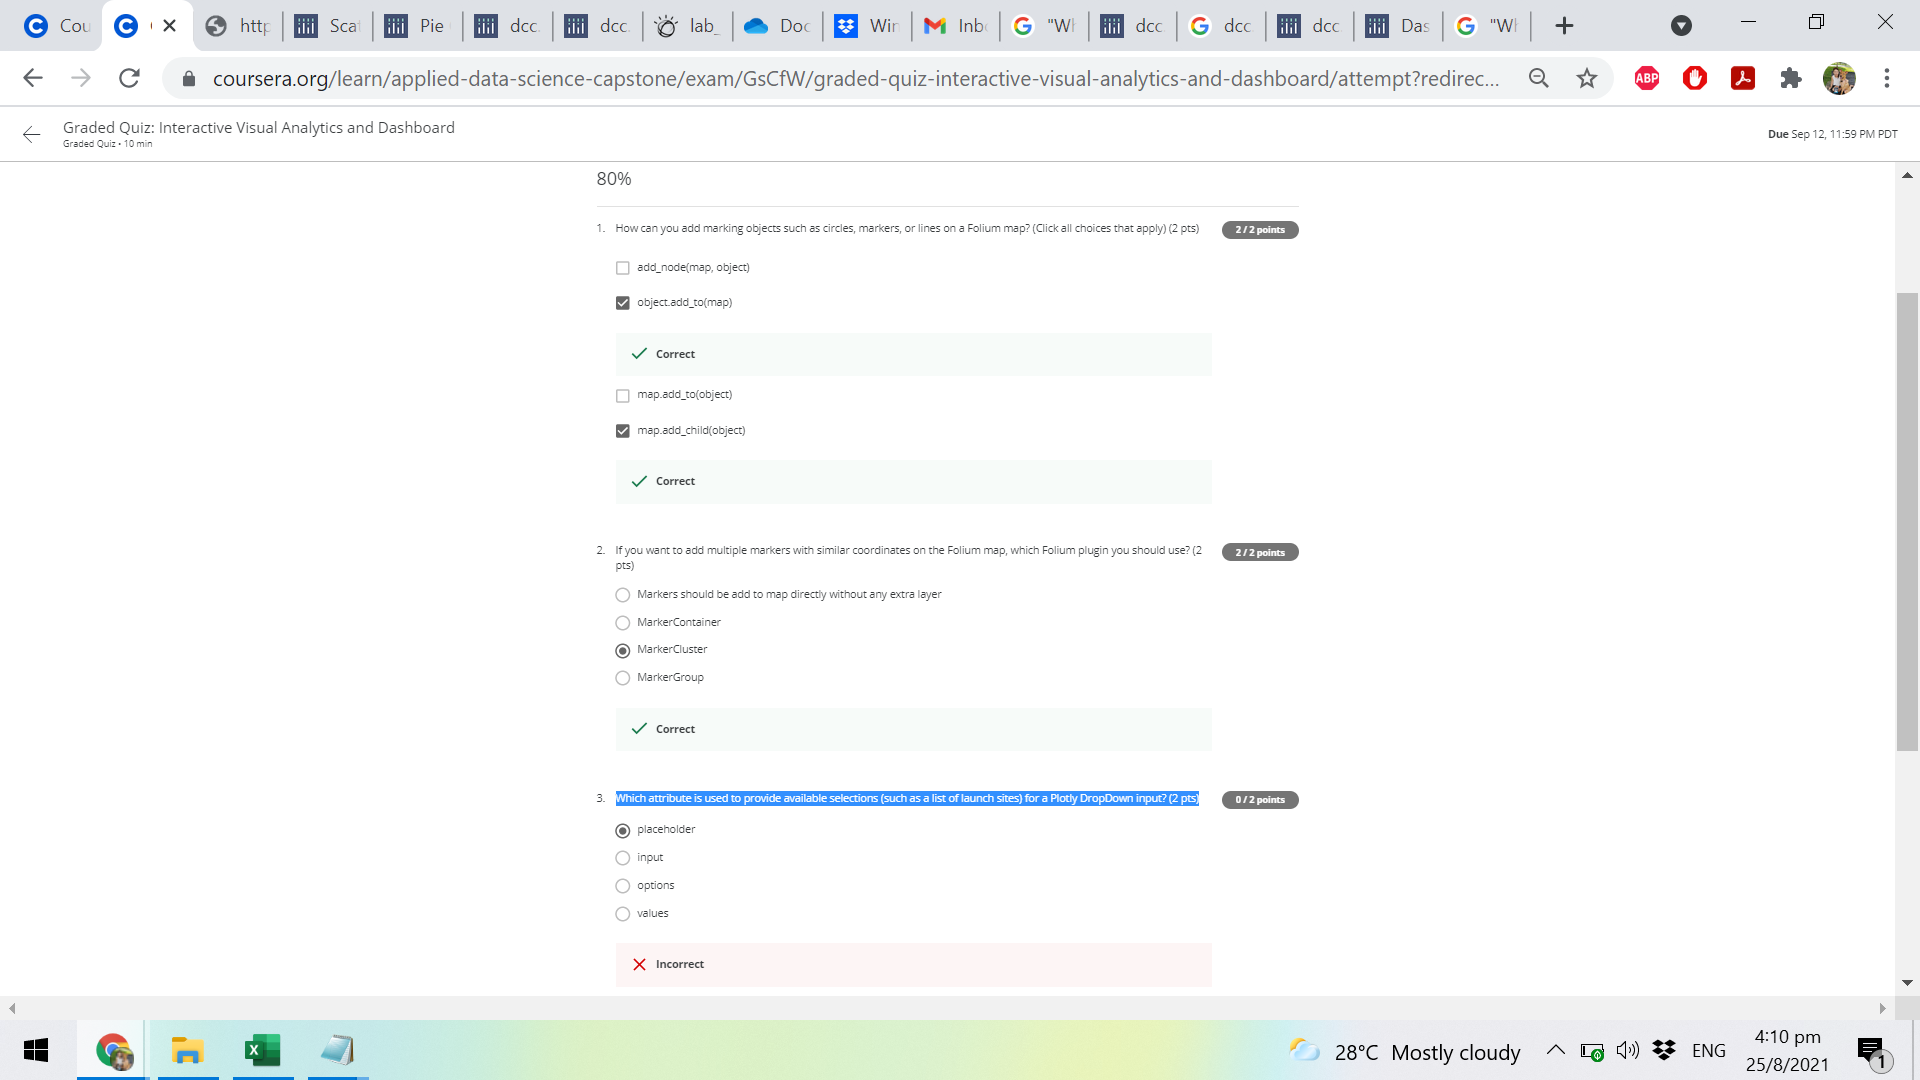 Cou
http
Scat
Pie
dcc.
dcc.
lab_
Doc
Win
Inbo
"Wh
dcc.
dcc
dcc.
Das
"Wh
coursera.org/learn/applied-data-science-capstone/exam/GsCfW/graded-quiz-interactive-visual-analytics-and-dashboard/attempt?redirec...
ABP
Graded Quiz: Interactive Visual Analytics and Dashboard
Graded Quiz • 10 min
Due Sep 12, 11:59 PM PDT
80%
1. How can you add marking objects such as circles, markers, or lines on a Folium map? (Click all choices that apply) (2 pts)
2 / 2 points
add_node(map, object)
object.add_to(map)
Correct
map.add_to(object)
map.add_child(object)
Correct
2. If you want to add multiple markers with similar coordinates on the Folium map, which Folium plugin you should use? (2
pts)
2 / 2 points
Markers should be add to map directly without any extra layer
MarkerContainer
MarkerCluster
MarkerGroup
Correct
3. Which attribute is used to provide available selections (such as a list of launch sites) for a Plotly DropDown input? (2 pts)
0 / 2 points
placeholder
input
options
values
Incorrect
28°C Mostly cloudy
ENG
4:10 pm
25/8/2021
1